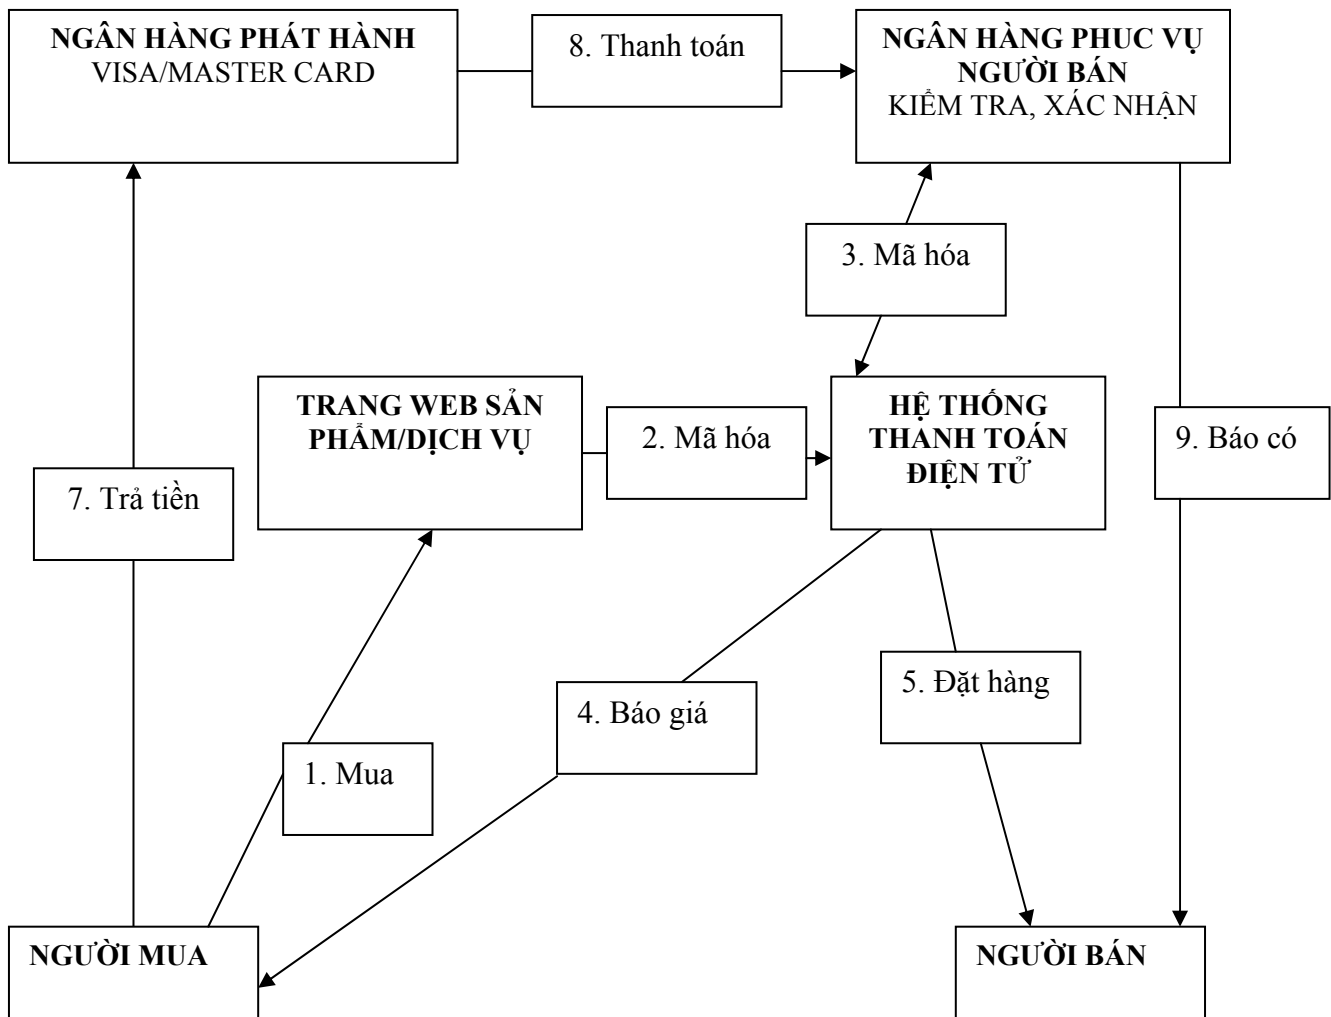 NGÂN HÀNG PHÁT HÀNH
VISA/MASTER CARD
8. Thanh toán
NGÂN HÀNG PHUC VỤ
NGƯỜI BÁN
KIỂM TRA, XÁC NHẬN
3. Mã hóa
TRANG WEB SẢN
PHẨM/DỊCH VỤ
2. Mã hóa
HỆ THỐNG
THANH TOÁN
ĐIỆN TỬ
9. Báo có
7. Trả tiền
5. Đặt hàng
4. Báo giá
1. Mua
NGƯỜI MUA
NGƯỜI BÁN